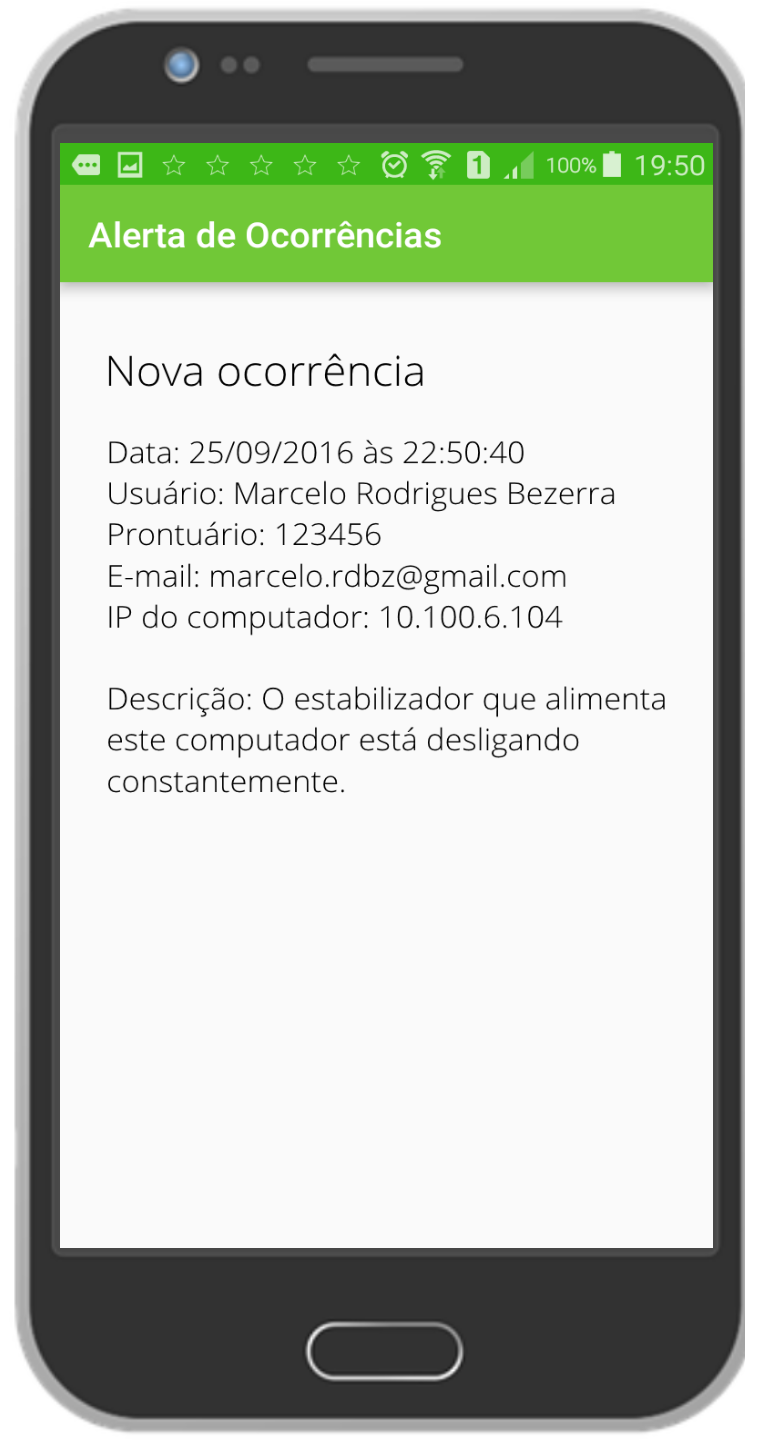 1 100% 19:50
Alerta de Ocorrências
Nova ocorrência
Data: 25/09/2016 às 22:50:40
Usuário: Marcelo Rodrigues Bezerra
Prontuário: 123456
E-mail: marcelo.rdbz@gmail.com
IP do computador: 10.100.6.104
Descrição: O estabilizador que alimenta
este computador está desligando
constantemente.